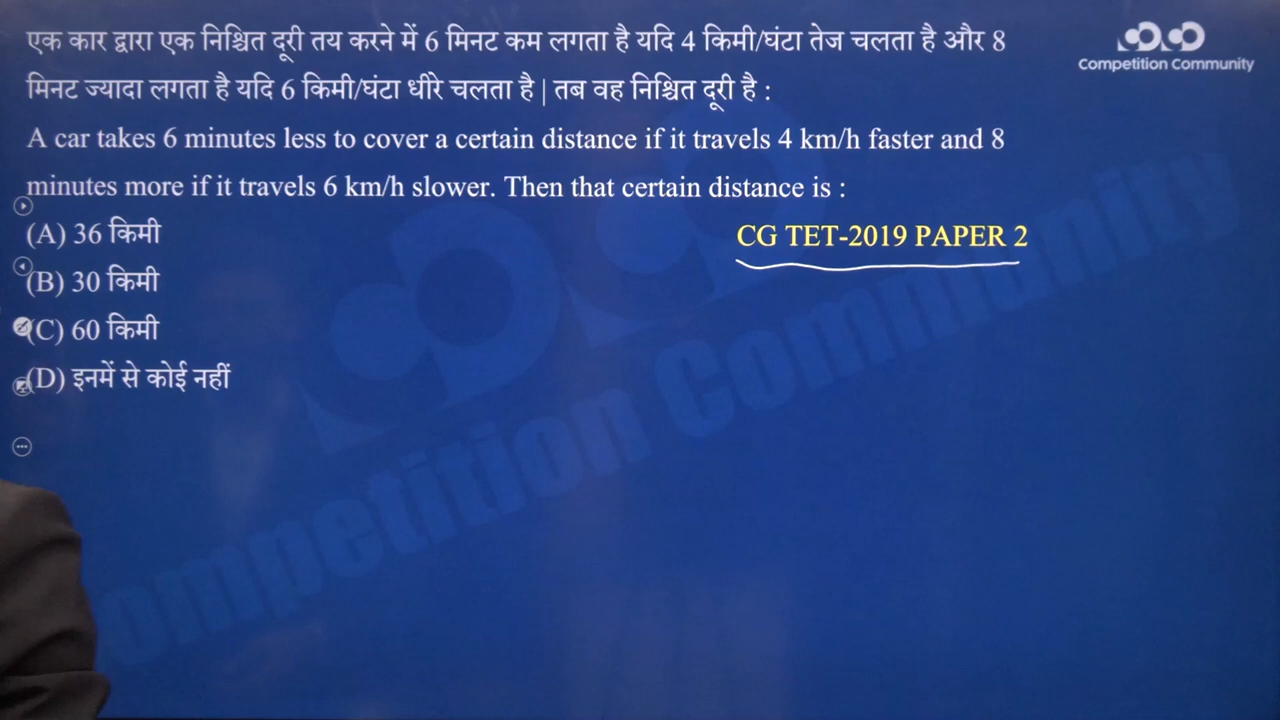 एक कार द्वारा एक निश्चित दूरी तय करने में 6 मिनट कम लगता है यदि 4 किमी/घंटा तेज चलता है और 8
मिनट ज्यादा लगता है यदि 6 किमी/घंटा धीरे चलता है | तब वह निश्चित दूरी है :
A car takes 6 minutes less to cover a certain distance if it travels 4 km/h faster and 8
minutes more if it travels 6 km/h slower. Then that certain distance is :
(A) 36 किमी
(B) 30 किमी
(C) 60 किमी
(D) इनमें से कोई नहीं
CG TET-2019 PAPER 2
Competition Community
Competition Community